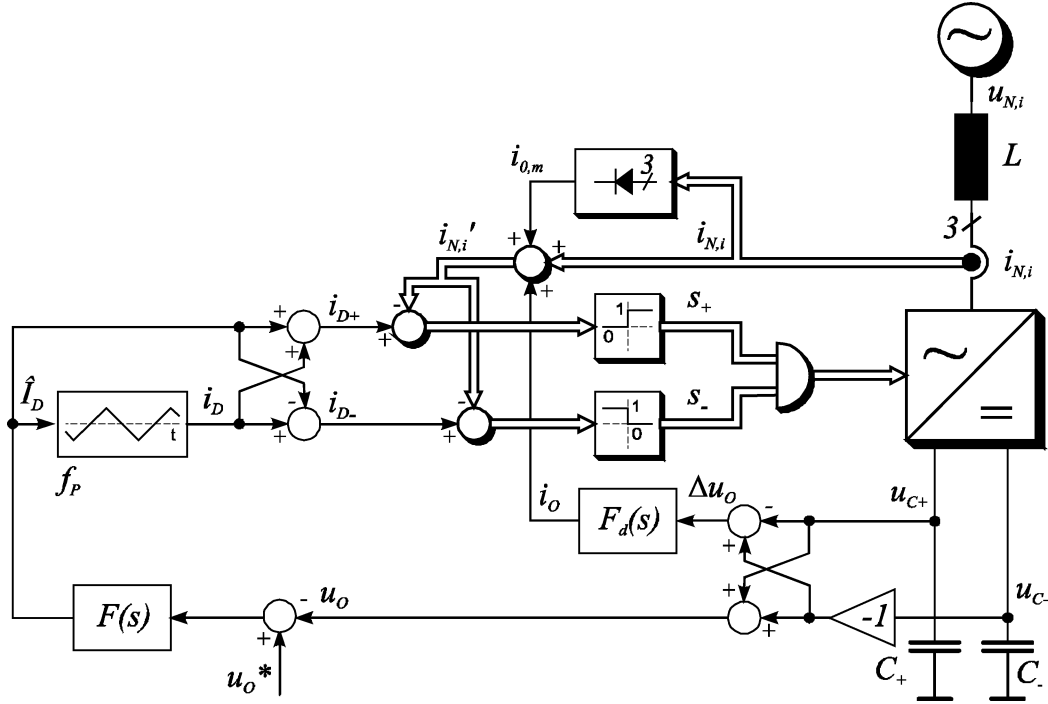 ~
u_{N,i}
L
3
i_{N,i}
i_{0,m}
3
i_{N,i}'
i_{N,i}
+
+
+
-
+
i_{D+}
+
+
1
0
s_+
~
=
Î_D
t
i_D
f_P
-
+
i_{D-}
+
1
0
s_-
i_O
F_d(s)
Δu_O
-
+
u_{C+}
F(s)
-
+
u_O
+
+
-1
u_{C-}
u_O*
C_+
C_-